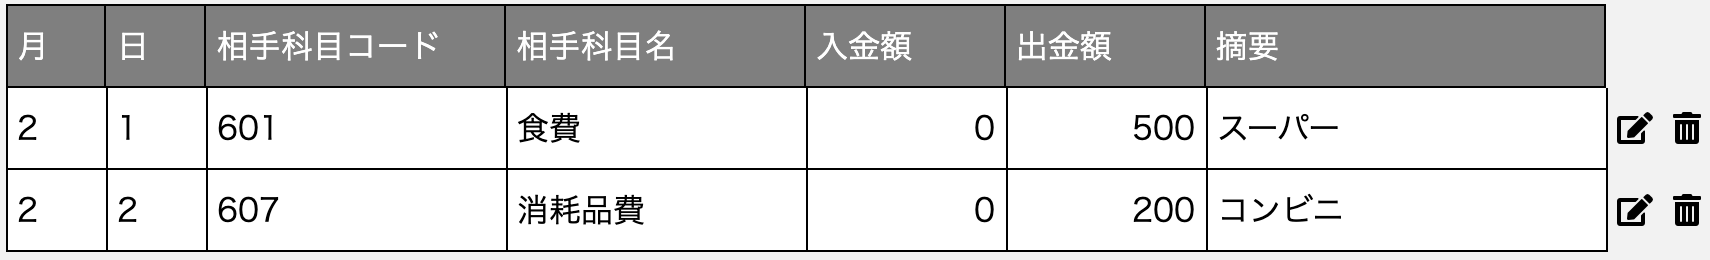 月 日 相手科目コード 相手科目名 入金額 出金額 摘要
2 1 601 食費 0 500 スーパー
2 2 607 消耗品費 0 200 コンビニ